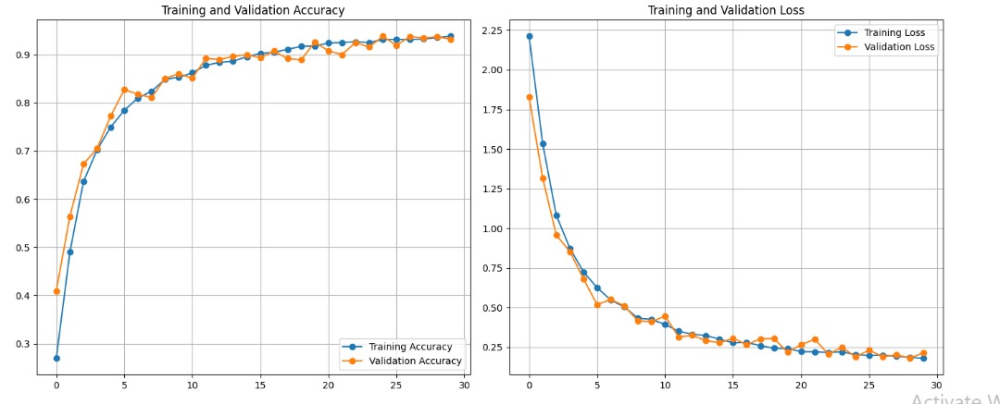 Training and Validation Accuracy
0.9
0.8
0.7
0.6
0.5
0.4
0.3
Training Accuracy
Validation Accuracy
0 5 10 15 20 25 30
Training and Validation Loss
2.25
2.00
1.75
1.50
1.25
1.00
0.75
0.50
0.25
Training Loss
Validation Loss
0 5 10 15 20 25 30
Activate